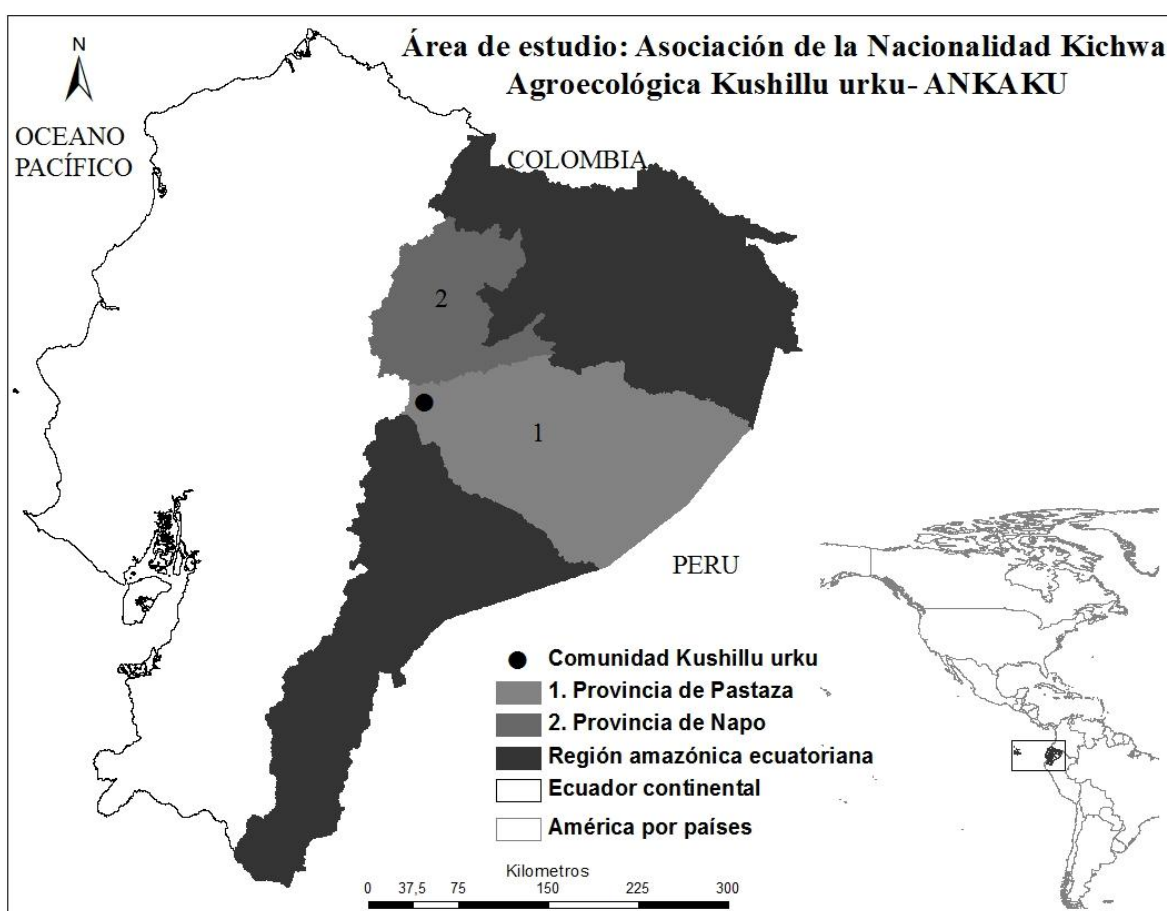 Área de estudio: Asociación de la Nacionalidad Kichwa
Agroecológica Kushillu urku- ANKAKU
N
OCEANO
PACÍFICO
COLOMBIA
2
1
PERU
Comunidad Kushillu urku
1. Provincia de Pastaza
2. Provincia de Napo
Región amazónica ecuatoriana
Ecuador continental
América por países
Kilometros
0 37,5 75 150 225 300